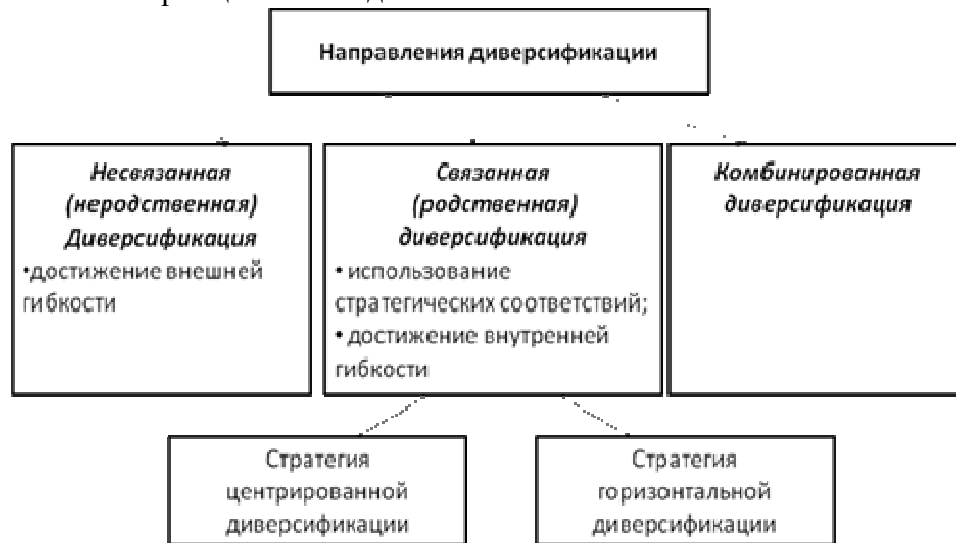 Направления диверсификации
Несвязанная
(неродственная)
Диверсификация
•достижение внешней
гибкости
Связанная
(родственная)
диверсификация
• использование
стратегических соответствий;
• достижение внутренней
гибкости
Комбинированная
диверсификация
Стратегия
центрированной
диверсификации
Стратегия
горизонтальной
диверсификации